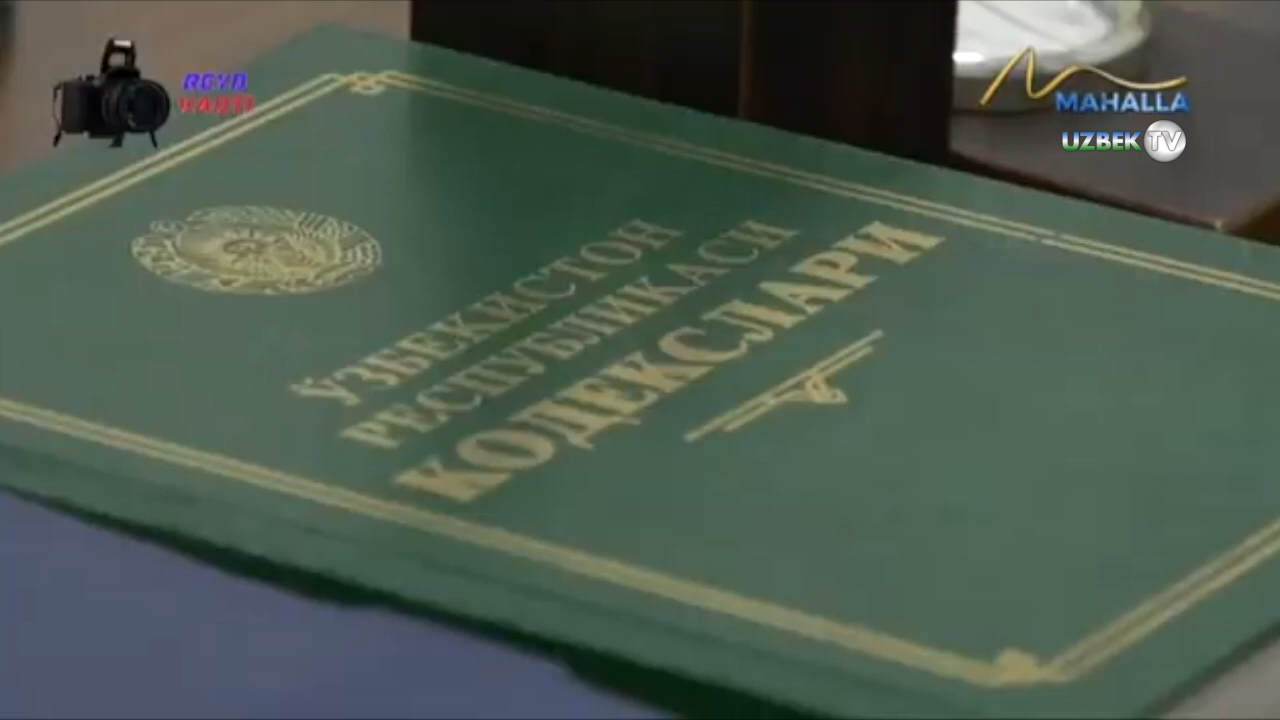 REYD
VAQTI
MAHALLA
UZBEK TV
ЎЗБЕКИСТОН
РЕСПУБЛИКАСИ
КОДЕКСЛАРИ